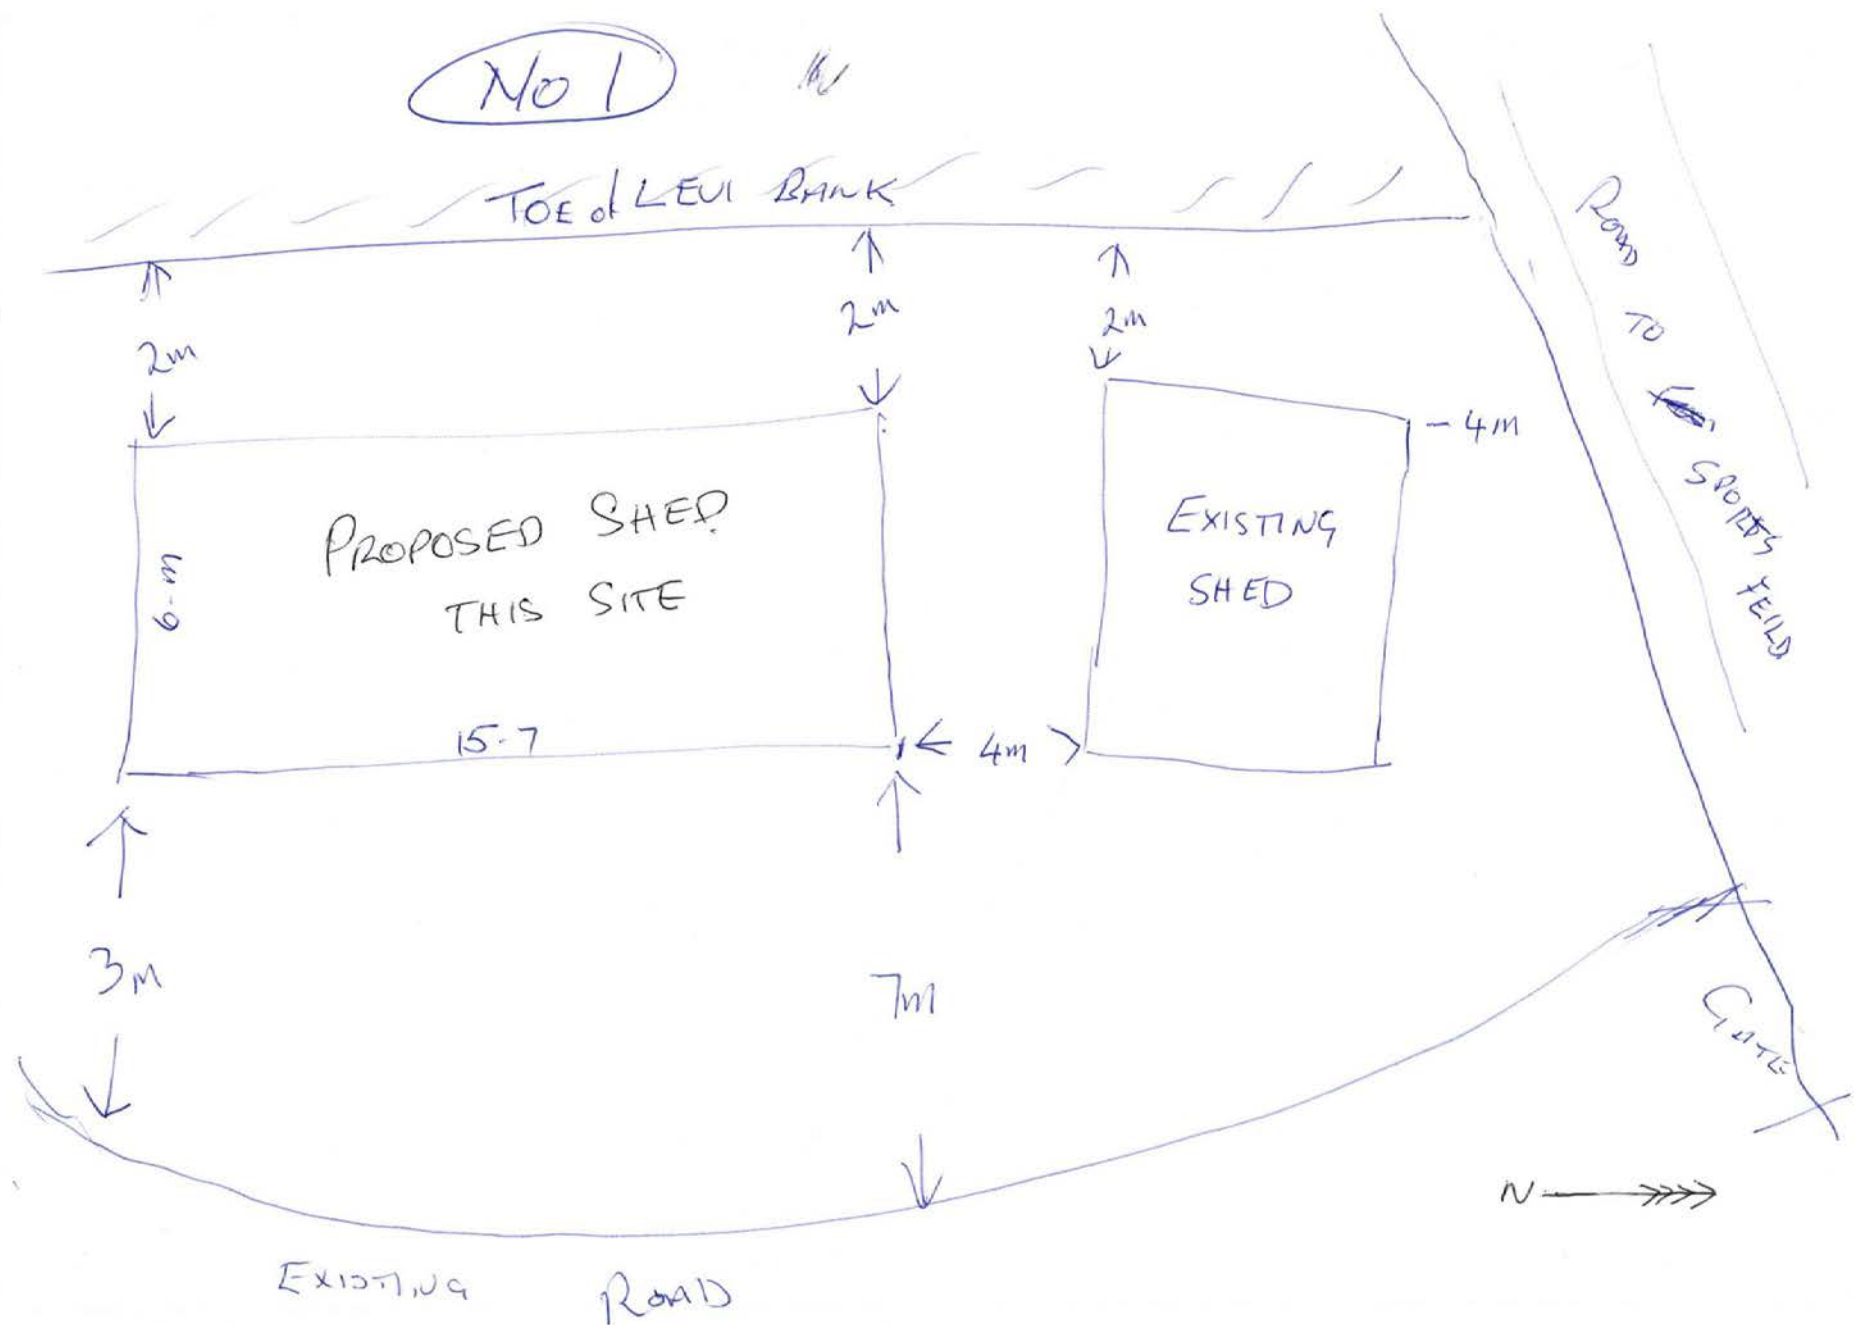 No 1
TOE of LEVI BANK
2m
2m
2m
ROAD TO SPORTS FEILD
- 4m
PROPOSED SHED
THIS SITE
EXISTING
SHED
6-m
15-7
4m
3m
7m
GATE
N
EXISTING ROAD